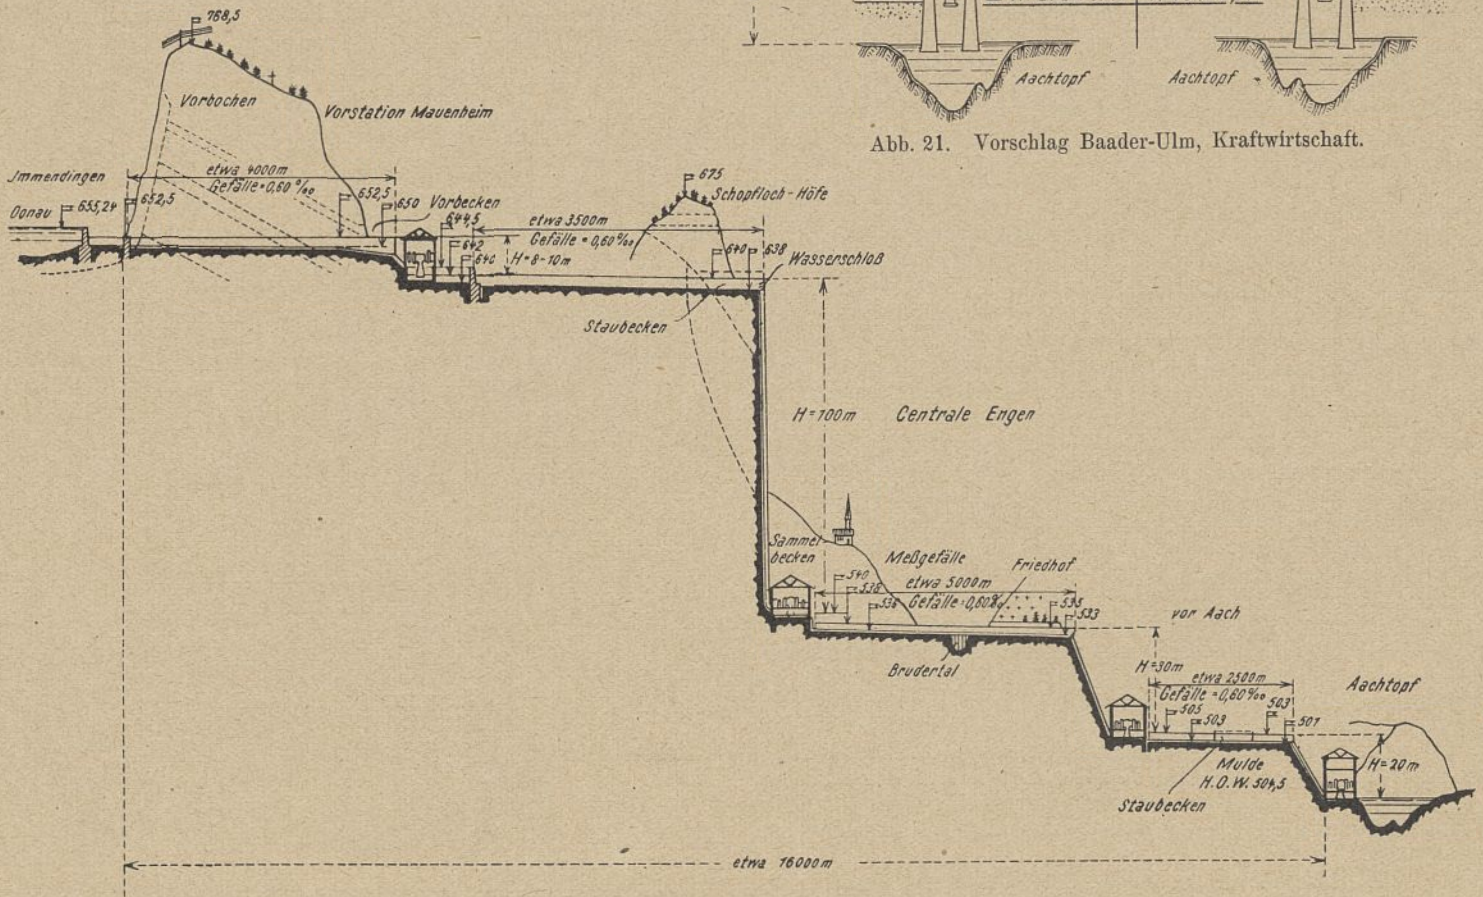 768,5
Aachtopf
Aachtopf
Abb. 21. Vorschlag Baader-Ulm, Kraftwirtschaft.
Vorbochen
Vorstation Mauenheim
Immendingen
Donau
655,24
652,5
etwa 4000m
Gefälle=0,60‰
652,5
650
Vorbecken
644,5
642
640
H=8-10m
etwa 3500m
Gefälle=0,60‰
675
Schopfloch-Höfe
640
638
Wasserschloß
Staubecken
H=100m
Centrale Engen
Sammel-
becken
Meßgefälle
etwa 5000m
Gefälle=0,60‰
Friedhof
540
538
536
535
533
vor Aach
Brudertal
H=30m
etwa 2500m
Gefälle=0,60‰
505
503
503
501
Aachtopf
Mulde
H.O.W. 504,5
Staubecken
H=20m
etwa 16000m